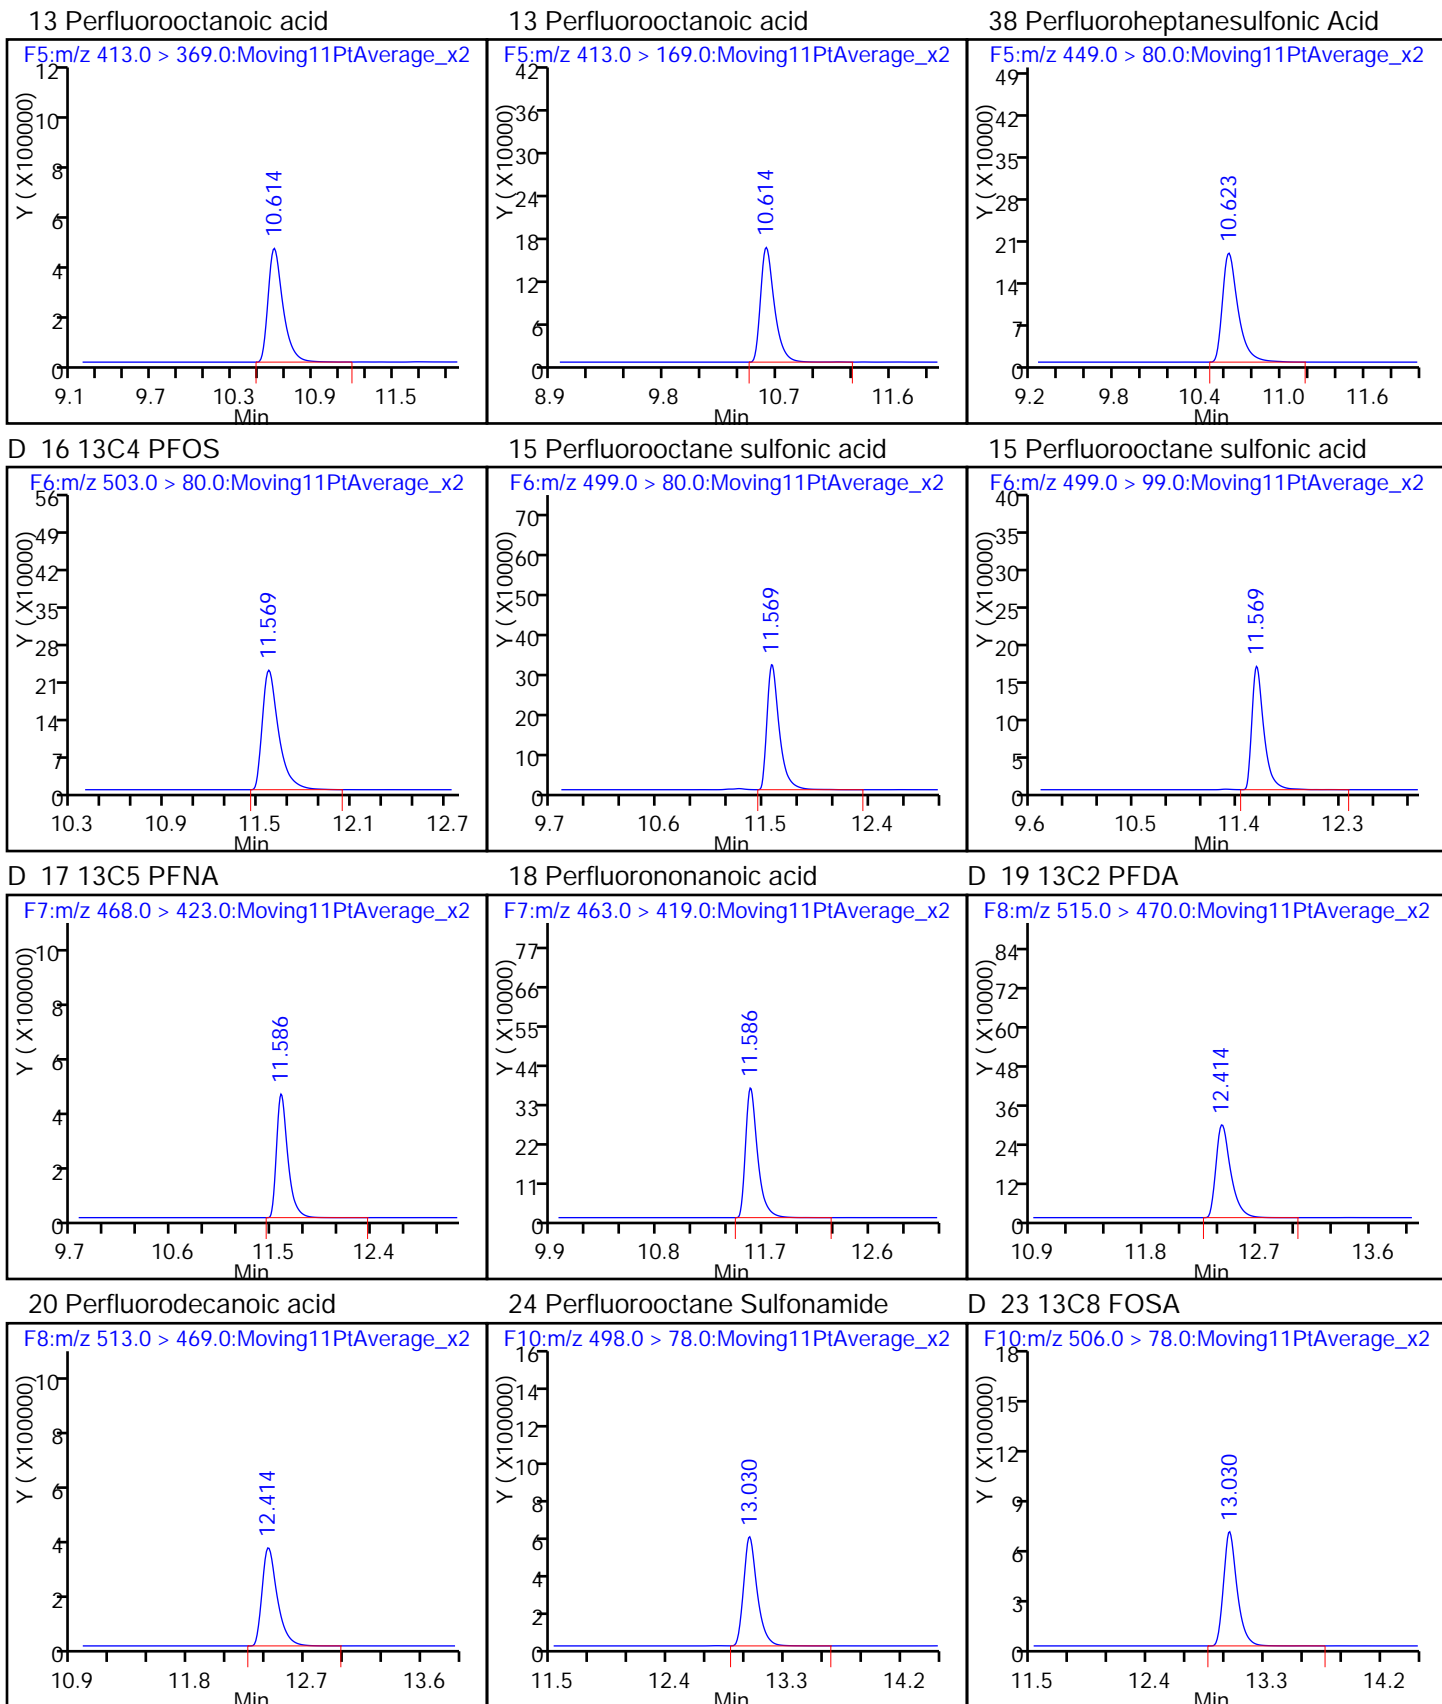 13 Perfluorooctanoic acid
F5:m/z 413.0 > 369.0:Moving11PtAverage_x2
Y ( X100000)
12
10
8
6
4
2
0
10.614
9.1 9.7 10.3 10.9 11.5
Min
13 Perfluorooctanoic acid
F5:m/z 413.0 > 169.0:Moving11PtAverage_x2
Y ( X10000)
42
36
30
24
18
12
6
0
10.614
8.9 9.8 10.7 11.6
Min
38 Perfluoroheptanesulfonic Acid
F5:m/z 449.0 > 80.0:Moving11PtAverage_x2
Y ( X10000)
49
42
35
28
21
14
7
0
10.623
9.2 9.8 10.4 11.0 11.6
Min
D 16 13C4 PFOS
F6:m/z 503.0 > 80.0:Moving11PtAverage_x2
Y ( X10000)
56
49
42
35
28
21
14
7
0
11.569
10.3 10.9 11.5 12.1 12.7
Min
15 Perfluorooctane sulfonic acid
F6:m/z 499.0 > 80.0:Moving11PtAverage_x2
Y ( X10000)
70
60
50
40
30
20
10
0
11.569
9.7 10.6 11.5 12.4
Min
15 Perfluorooctane sulfonic acid
F6:m/z 499.0 > 99.0:Moving11PtAverage_x2
Y ( X10000)
40
35
30
25
20
15
10
5
0
11.569
9.6 10.5 11.4 12.3
Min
D 17 13C5 PFNA
F7:m/z 468.0 > 423.0:Moving11PtAverage_x2
Y ( X100000)
10
8
6
4
2
0
11.586
9.7 10.6 11.5 12.4
Min
18 Perfluorononanoic acid
F7:m/z 463.0 > 419.0:Moving11PtAverage_x2
Y ( X10000)
77
66
55
44
33
22
11
0
11.586
9.9 10.8 11.7 12.6
Min
D 19 13C2 PFDA
F8:m/z 515.0 > 470.0:Moving11PtAverage_x2
Y ( X10000)
84
72
60
48
36
24
12
0
12.414
10.9 11.8 12.7 13.6
Min
20 Perfluorodecanoic acid
F8:m/z 513.0 > 469.0:Moving11PtAverage_x2
Y ( X100000)
10
8
6
4
2
0
12.414
10.9 11.8 12.7 13.6
Min
24 Perfluorooctane Sulfonamide
F10:m/z 498.0 > 78.0:Moving11PtAverage_x2
Y ( X100000)
16
14
12
10
8
6
4
2
0
13.030
11.5 12.4 13.3 14.2
Min
D 23 13C8 FOSA
F10:m/z 506.0 > 78.0:Moving11PtAverage_x2
Y ( X100000)
18
15
12
9
6
3
0
13.030
11.5 12.4 13.3 14.2
Min